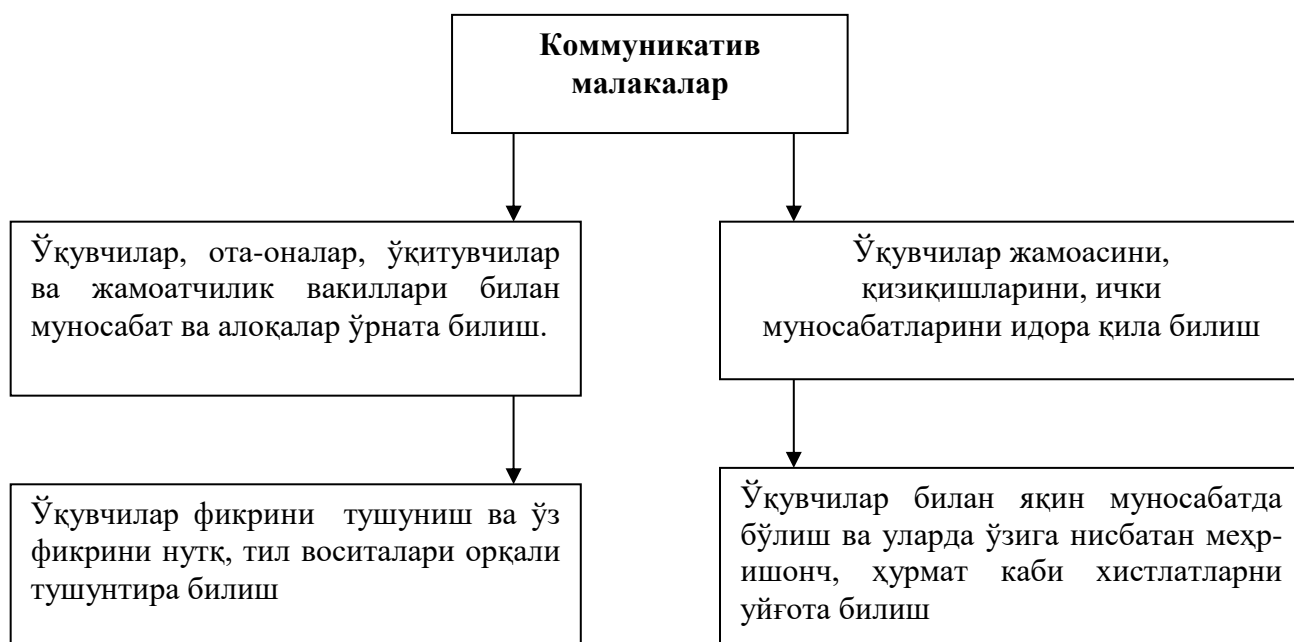 Коммуникатив
малакалар
Ўқувчилар, ота-оналар, ўқитувчилар
ва жамоатчилик вакиллари билан
муносабат ва алоқалар ўрната билиш.
Ўқувчилар жамоасини,
қизиқишларини, ички
муносабатларини идора қила билиш
Ўқувчилар фикрини тушуниш ва ўз
фикрини нутқ, тил воситалари орқали
тушунтира билиш
Ўқувчилар билан яқин муносабатда
бўлиш ва уларда ўзига нисбатан меҳр-
ишонч, ҳурмат каби хистлатларни
уйғота билиш